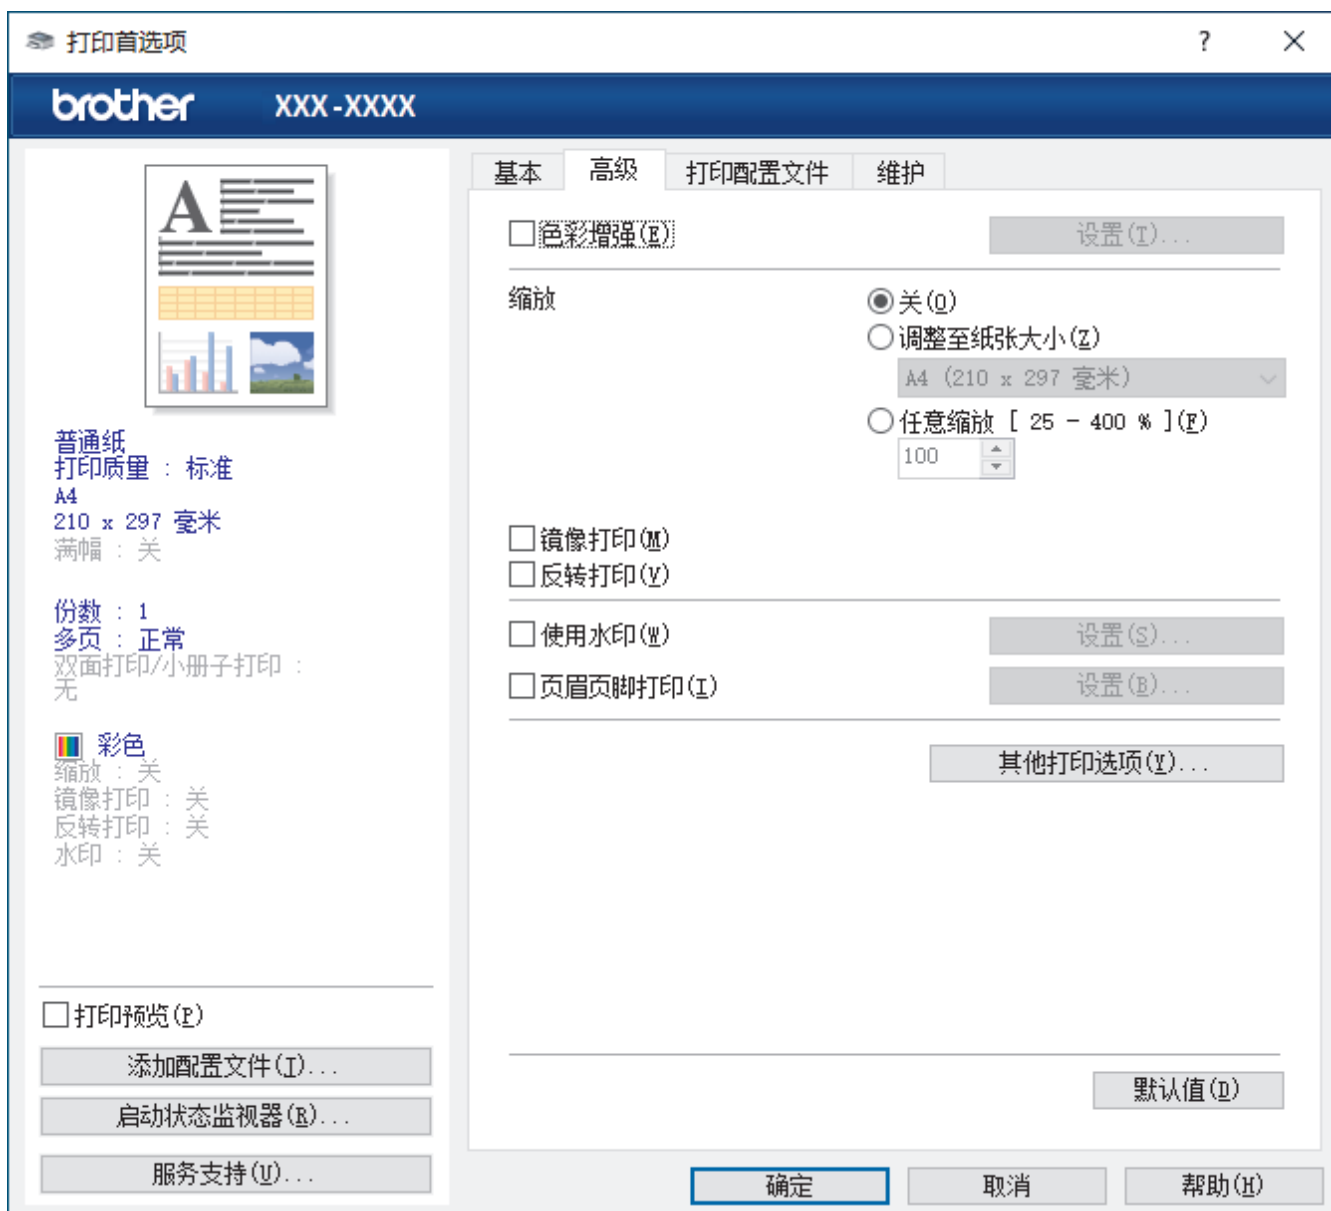 打印首选项
brother XXX-XXXX
基本 高级 打印配置文件 维护
A
普通纸
打印质量 : 标准
A4
210 x 297 毫米
满幅 : 关
份数 : 1
多页 : 正常
双面打印/小册子打印 :
无
彩色
缩放 : 关
镜像打印 : 关
反转打印 : 关
水印 : 关
打印预览(P)
添加配置文件(J)...
启动状态监视器(R)...
服务支持(U)...
色彩增强(E) 设置(T)...
缩放
关(O)
调整至纸张大小(Z)
A4 (210 x 297 毫米)
任意缩放 [ 25 - 400 % ](F)
100
镜像打印(M)
反转打印(V)
使用水印(W) 设置(S)...
页眉页脚打印(I) 设置(B)...
其他打印选项(Y)...
默认值(D)
确定 取消 帮助(H)